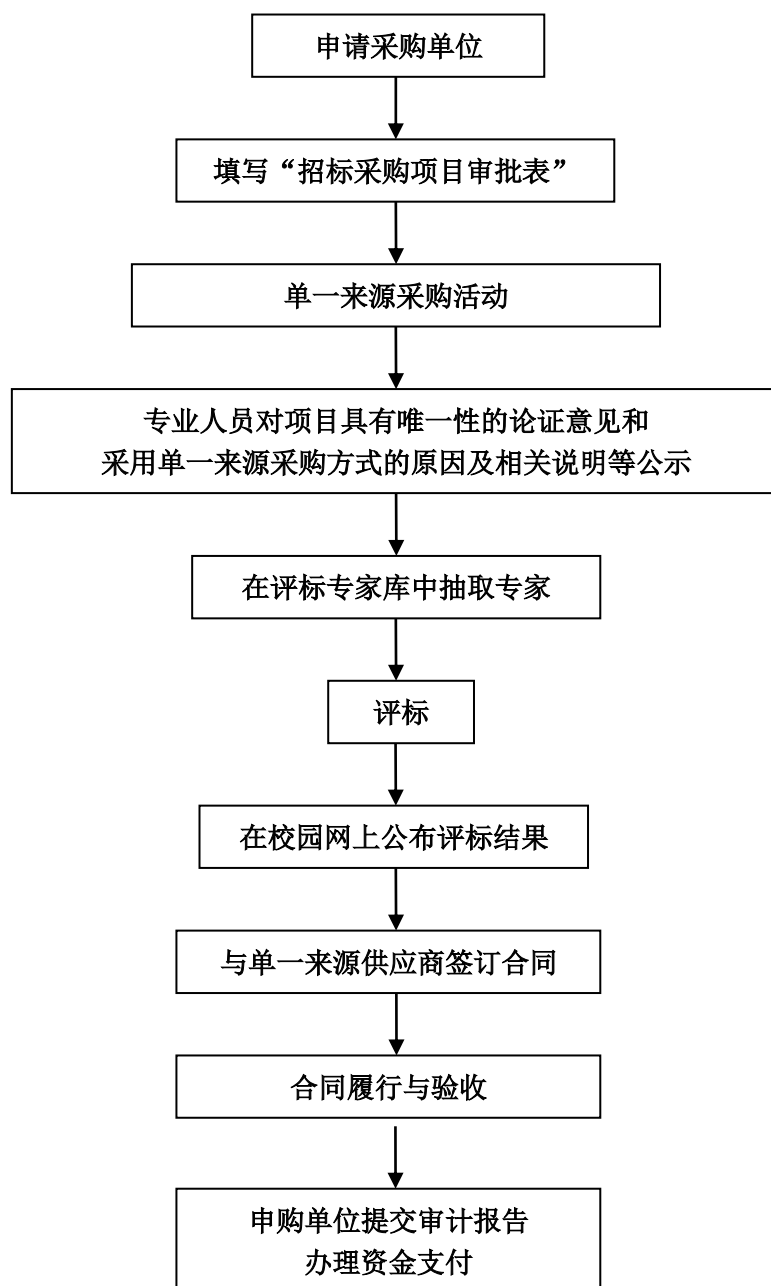 申请采购单位
填写“招标采购项目审批表”
单一来源采购活动
专业人员对项目具有唯一性的论证意见和
采用单一来源采购方式的原因及相关说明等公示
在评标专家库中抽取专家
评标
在校园网上公布评标结果
与单一来源供应商签订合同
合同履行与验收
申购单位提交审计报告
办理资金支付